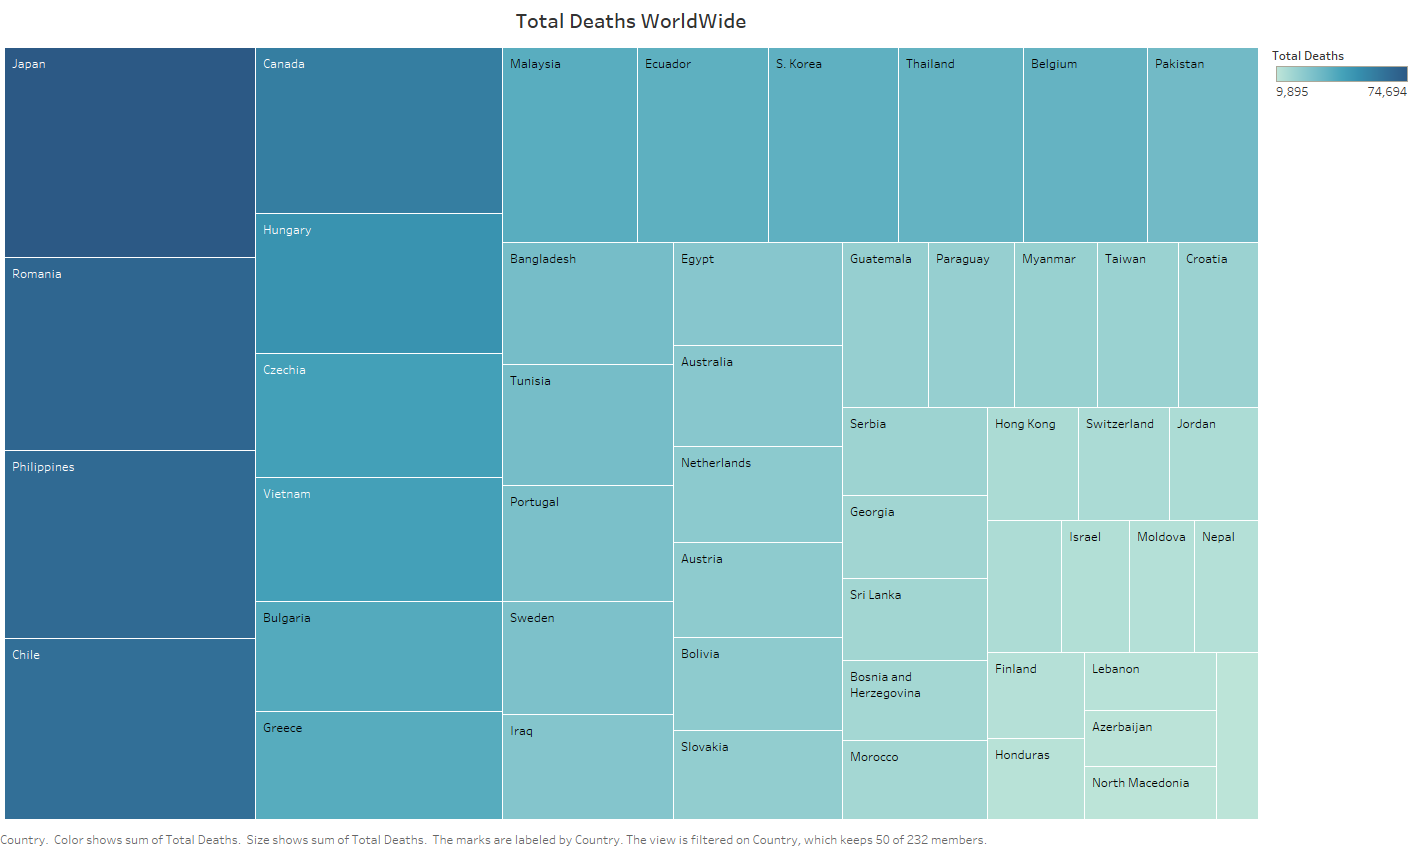 Total Deaths WorldWide
Total Deaths
9,895
74,694
Japan
Romania
Philippines
Chile
Canada
Hungary
Czechia
Vietnam
Bulgaria
Greece
Malaysia
Ecuador
S. Korea
Thailand
Belgium
Pakistan
Bangladesh
Tunisia
Portugal
Sweden
Iraq
Egypt
Australia
Netherlands
Austria
Bolivia
Slovakia
Guatemala
Paraguay
Myanmar
Taiwan
Croatia
Serbia
Georgia
Sri Lanka
Bosnia and
Herzegovina
Morocco
Hong Kong
Switzerland
Jordan
Israel
Moldova
Nepal
Finland
Honduras
Lebanon
Azerbaijan
North Macedonia
Country.  Color shows sum of Total Deaths.  Size shows sum of Total Deaths.  The marks are labeled by Country. The view is filtered on Country, which keeps 50 of 232 members.